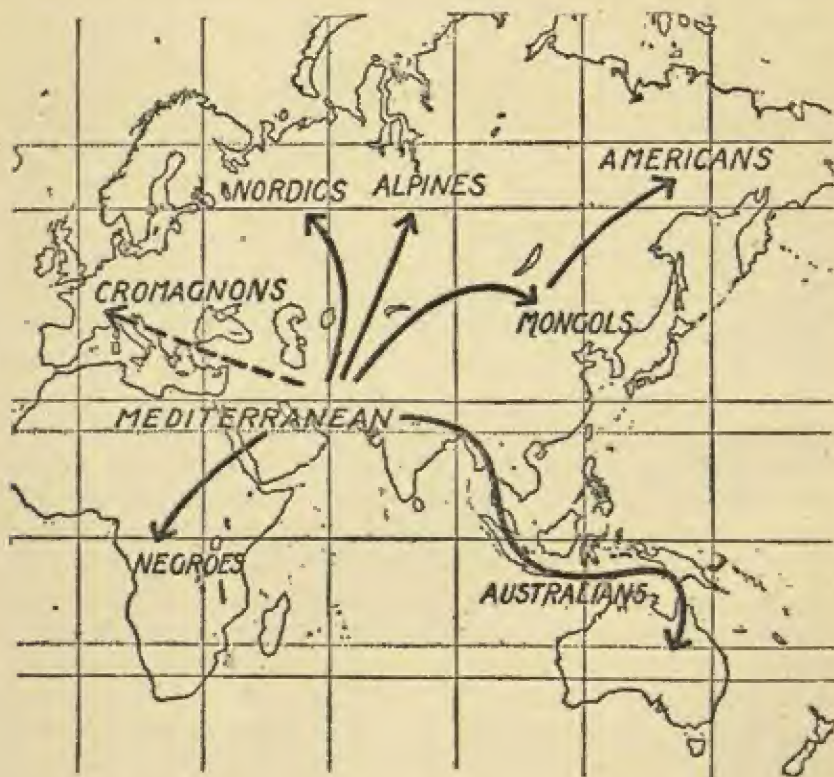 AMERICANS
NORDICS ALPINES
CROMAGNONS
MONGOLS
MEDITERRANEAN
NEGROES
AUSTRALIANS